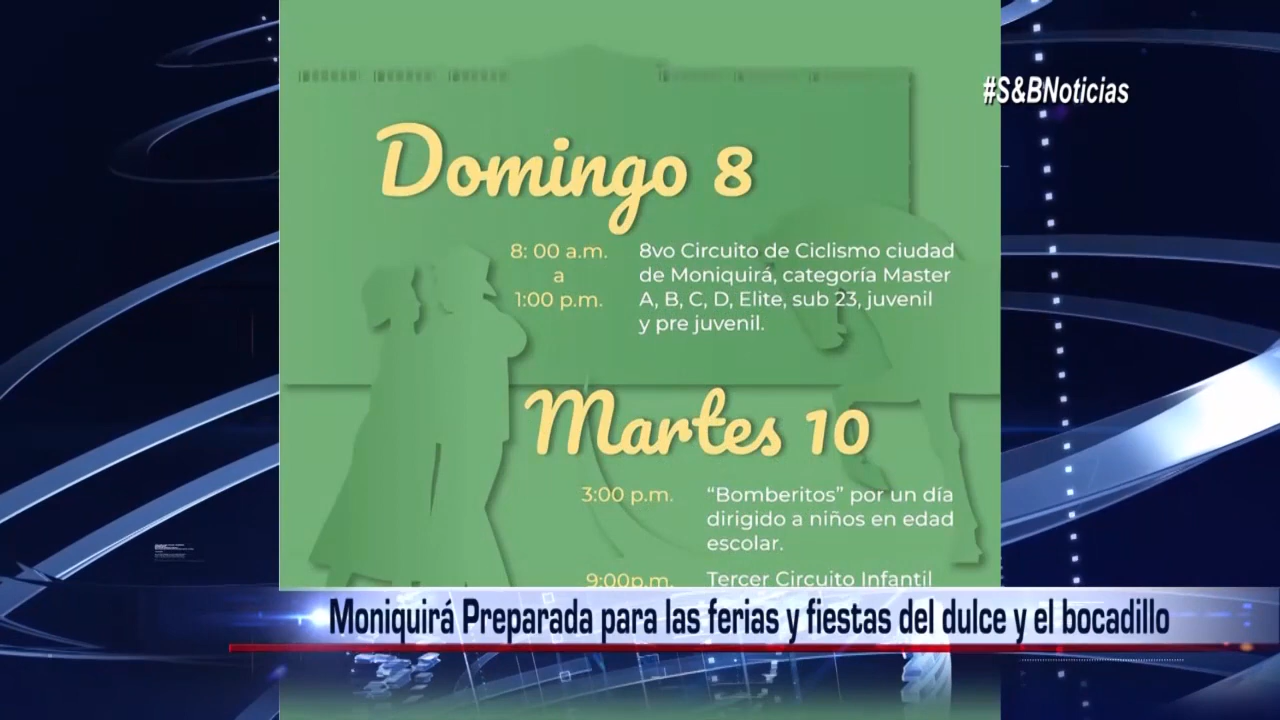 #S&BNoticias
Domingo 8
8: 00 a.m.
a
1:00 p.m.
8vo Circuito de Ciclismo ciudad
de Moniquirá, categoría Master
A, B, C, D, Elite, sub 23, juvenil
y pre juvenil.
Martes 10
3:00 p.m.
“Bomberitos” por un día
dirigido a niños en edad
escolar.
9:00p.m.
Tercer Circuito Infantil
Moniquirá Preparada para las ferias y fiestas del dulce y el bocadillo